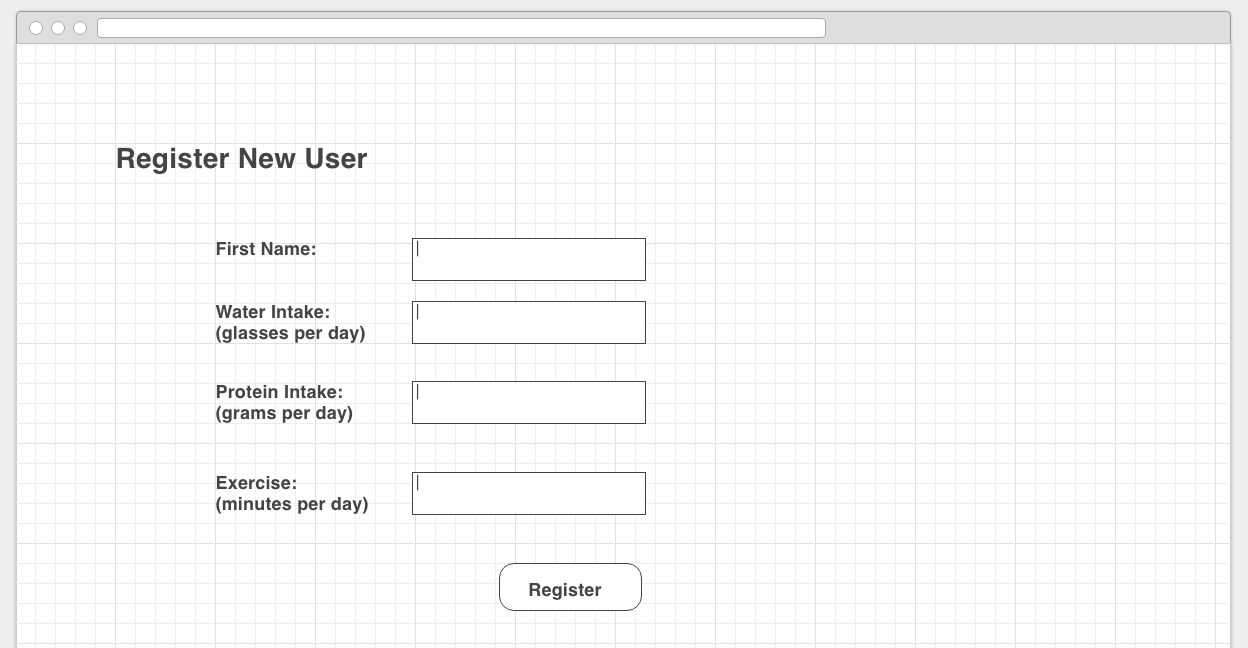 Register New User
First Name:
Water Intake:
(glasses per day)
Protein Intake:
(grams per day)
Exercise:
(minutes per day)
Register